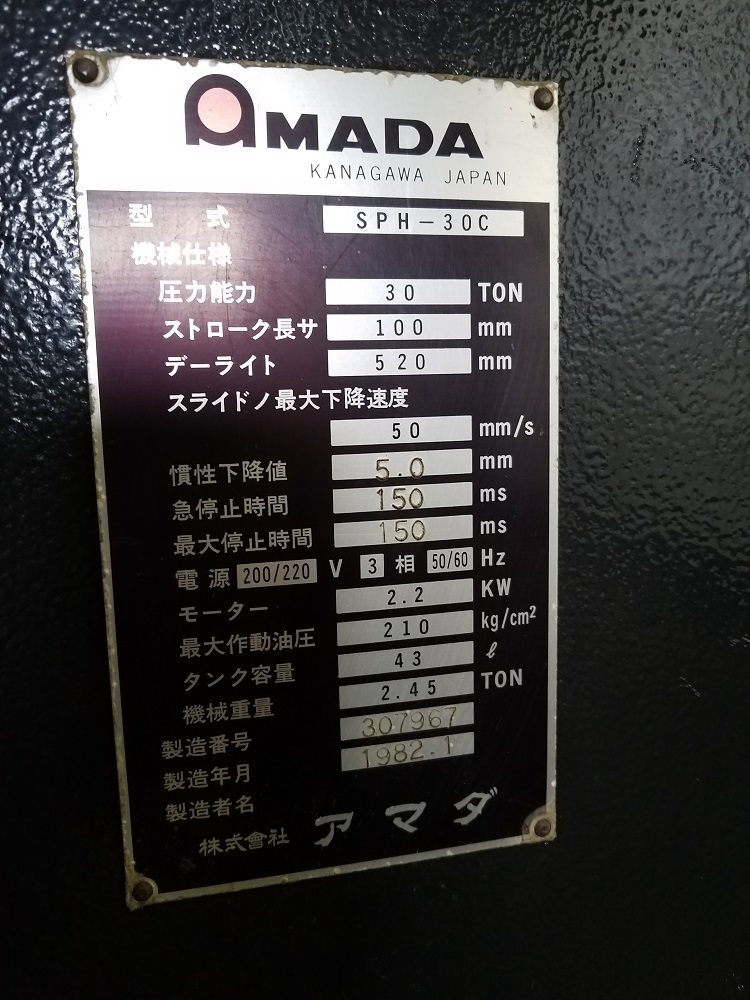 AMADA
KANAGAWA JAPAN
型式 SPH-30C
機械仕様
圧力能力 30 TON
ストローク長サ 100 mm
デーライト 520 mm
スライドノ最大下降速度
50 mm/s
慣性下降値 5.0 mm
急停止時間 150 ms
最大停止時間 150 ms
電源 200/220 V 3 相 50/60 Hz
モーター 2.2 KW
最大作動油圧 210 kg/cm²
タンク容量 43 ℓ
機械重量 2.45 TON
製造番号 307967
製造年月 1982.1
製造者名
株式會社 アマダ